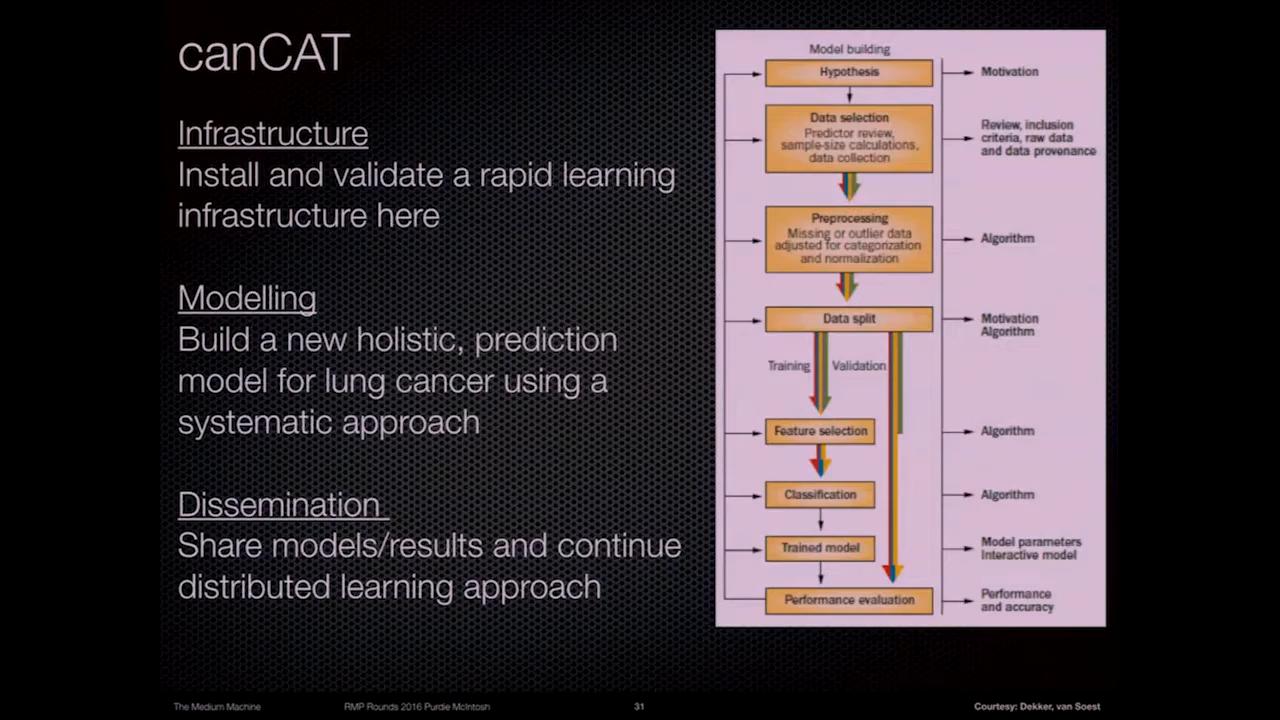 canCAT
Infrastructure
Install and validate a rapid learning
infrastructure here
Modelling
Build a new holistic, prediction
model for lung cancer using a
systematic approach
Dissemination
Share models/results and continue
distributed learning approach
Model building
Hypothesis
Motivation
Data selection
Predictor review,
sample-size calculations,
data collection
Review, inclusion
criteria, raw data
and data provenance
Preprocessing
Missing or outlier data
adjusted for categorization
and normalization
Algorithm
Data split
Motivation
Algorithm
Training
Validation
Feature selection
Algorithm
Classification
Algorithm
Trained model
Model parameters
Interactive model
Performance evaluation
Performance
and accuracy
The Medium Machine
RMP Rounds 2016 Purdie McIntosh
31
Courtesy: Dekker, van Soest